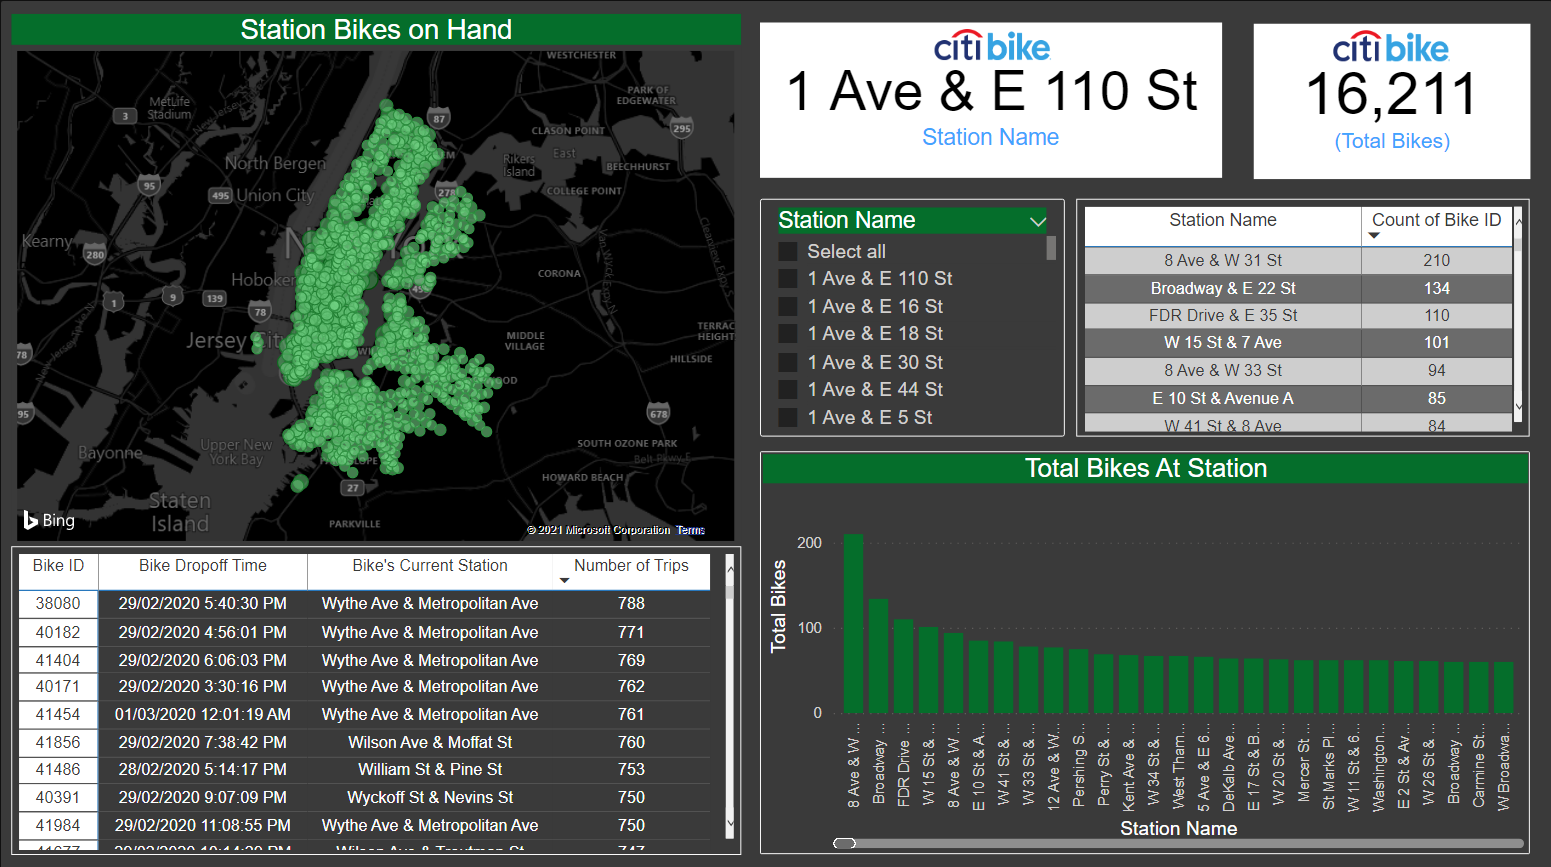 Station Bikes on Hand
WESTCHESTER
MetLife
Stadium
3
87
PARK OF
EDGEWATER
295
CLASON POINT
North Bergen
Rikers
Island
East
BEECHHURST
95
495
Union City
278
COLLEGE POINT
Kearny
280
Hoboken
CORONA
1
9
139
78
Jersey City
MIDDLE
VILLAGE
TERRAC
HEIGHT
78
HILLSIDE
95
678
Upper New
York Bay
Bayonne
SOUTH OZONE PARK
Belt Pkwy E
HOWARD BEACH
27
Staten
Island
PARKVILLE
Bing
© 2021 Microsoft Corporation Terms
citi bike
1 Ave & E 110 St
Station Name
citi bike
16,211
(Total Bikes)
Station Name
Select all
1 Ave & E 110 St
1 Ave & E 16 St
1 Ave & E 18 St
1 Ave & E 30 St
1 Ave & E 44 St
1 Ave & E 5 St
Station Name Count of Bike ID
8 Ave & W 31 St 210
Broadway & E 22 St 134
FDR Drive & E 35 St 110
W 15 St & 7 Ave 101
8 Ave & W 33 St 94
E 10 St & Avenue A 85
W 41 St & 8 Ave 84
Bike ID Bike Dropoff Time Bike's Current Station Number of Trips
38080 29/02/2020 5:40:30 PM Wythe Ave & Metropolitan Ave 788
40182 29/02/2020 4:56:01 PM Wythe Ave & Metropolitan Ave 771
41404 29/02/2020 6:06:03 PM Wythe Ave & Metropolitan Ave 769
40171 29/02/2020 3:30:16 PM Wythe Ave & Metropolitan Ave 762
41454 01/03/2020 12:01:19 AM Wythe Ave & Metropolitan Ave 761
41856 29/02/2020 7:38:42 PM Wilson Ave & Moffat St 760
41486 28/02/2020 5:14:17 PM William St & Pine St 753
40391 29/02/2020 9:07:09 PM Wyckoff St & Nevins St 750
41984 29/02/2020 11:08:55 PM Wythe Ave & Metropolitan Ave 750
Total Bikes At Station
Total Bikes
200
100
0
8 Ave & W ...
Broadway ...
FDR Drive ...
W 15 St & ...
8 Ave & W...
E 10 St & A...
W 41 St & ...
W 33 St & ...
12 Ave & W...
Pershing S...
Perry St & ...
Kent Ave & ...
W 34 St & ...
West Tham...
5 Ave & E 6...
DeKalb Ave...
E 17 St & B...
W 20 St & ...
Mercer St ...
St Marks Pl...
W 11 St & 6...
Washington...
E 2 St & Av...
W 26 St & ...
Broadway ...
Carmine St...
W Broadwa...
Station Name